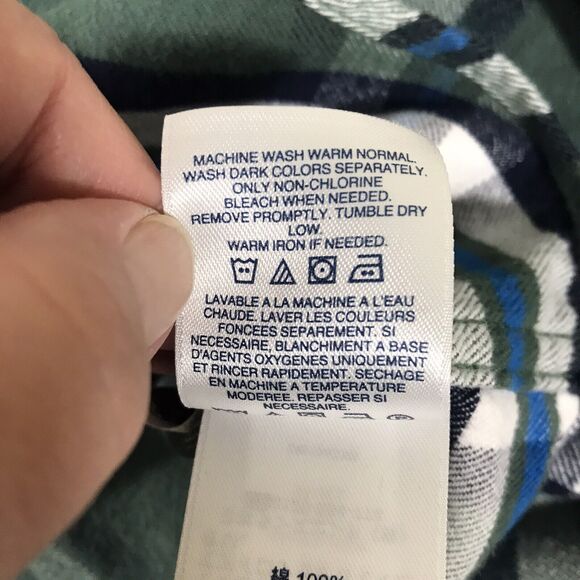 MACHINE WASH WARM NORMAL.
WASH DARK COLORS SEPARATELY.
ONLY NON-CHLORINE
BLEACH WHEN NEEDED.
REMOVE PROMPTLY. TUMBLE DRY
LOW.
WARM IRON IF NEEDED.
LAVABLE A LA MACHINE A L'EAU
CHAUDE. LAVER LES COULEURS
FONCEES SEPAREMENT. SI
NECESSAIRE, BLANCHIMENT A BASE
D'AGENTS OXYGENES UNIQUEMENT
ET RINCER RAPIDEMENT. SECHAGE
EN MACHINE A TEMPERATURE
MODEREE. REPASSER SI
NECESSAIRE.
綿 100%